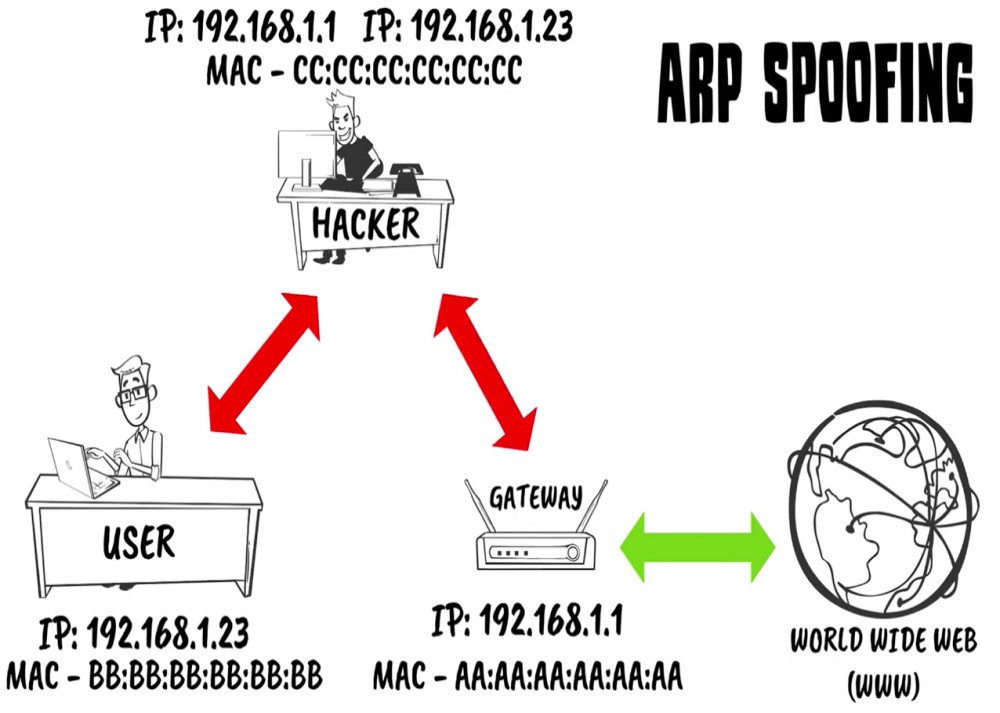 IP: 192.168.1.1 IP: 192.168.1.23
MAC - CC:CC:CC:CC:CC:CC
ARP SPOOFING
HACKER
USER
IP: 192.168.1.23
MAC - BB:BB:BB:BB:BB:BB
GATEWAY
IP: 192.168.1.1
MAC - AA:AA:AA:AA:AA:AA
WORLD WIDE WEB
(WWW)